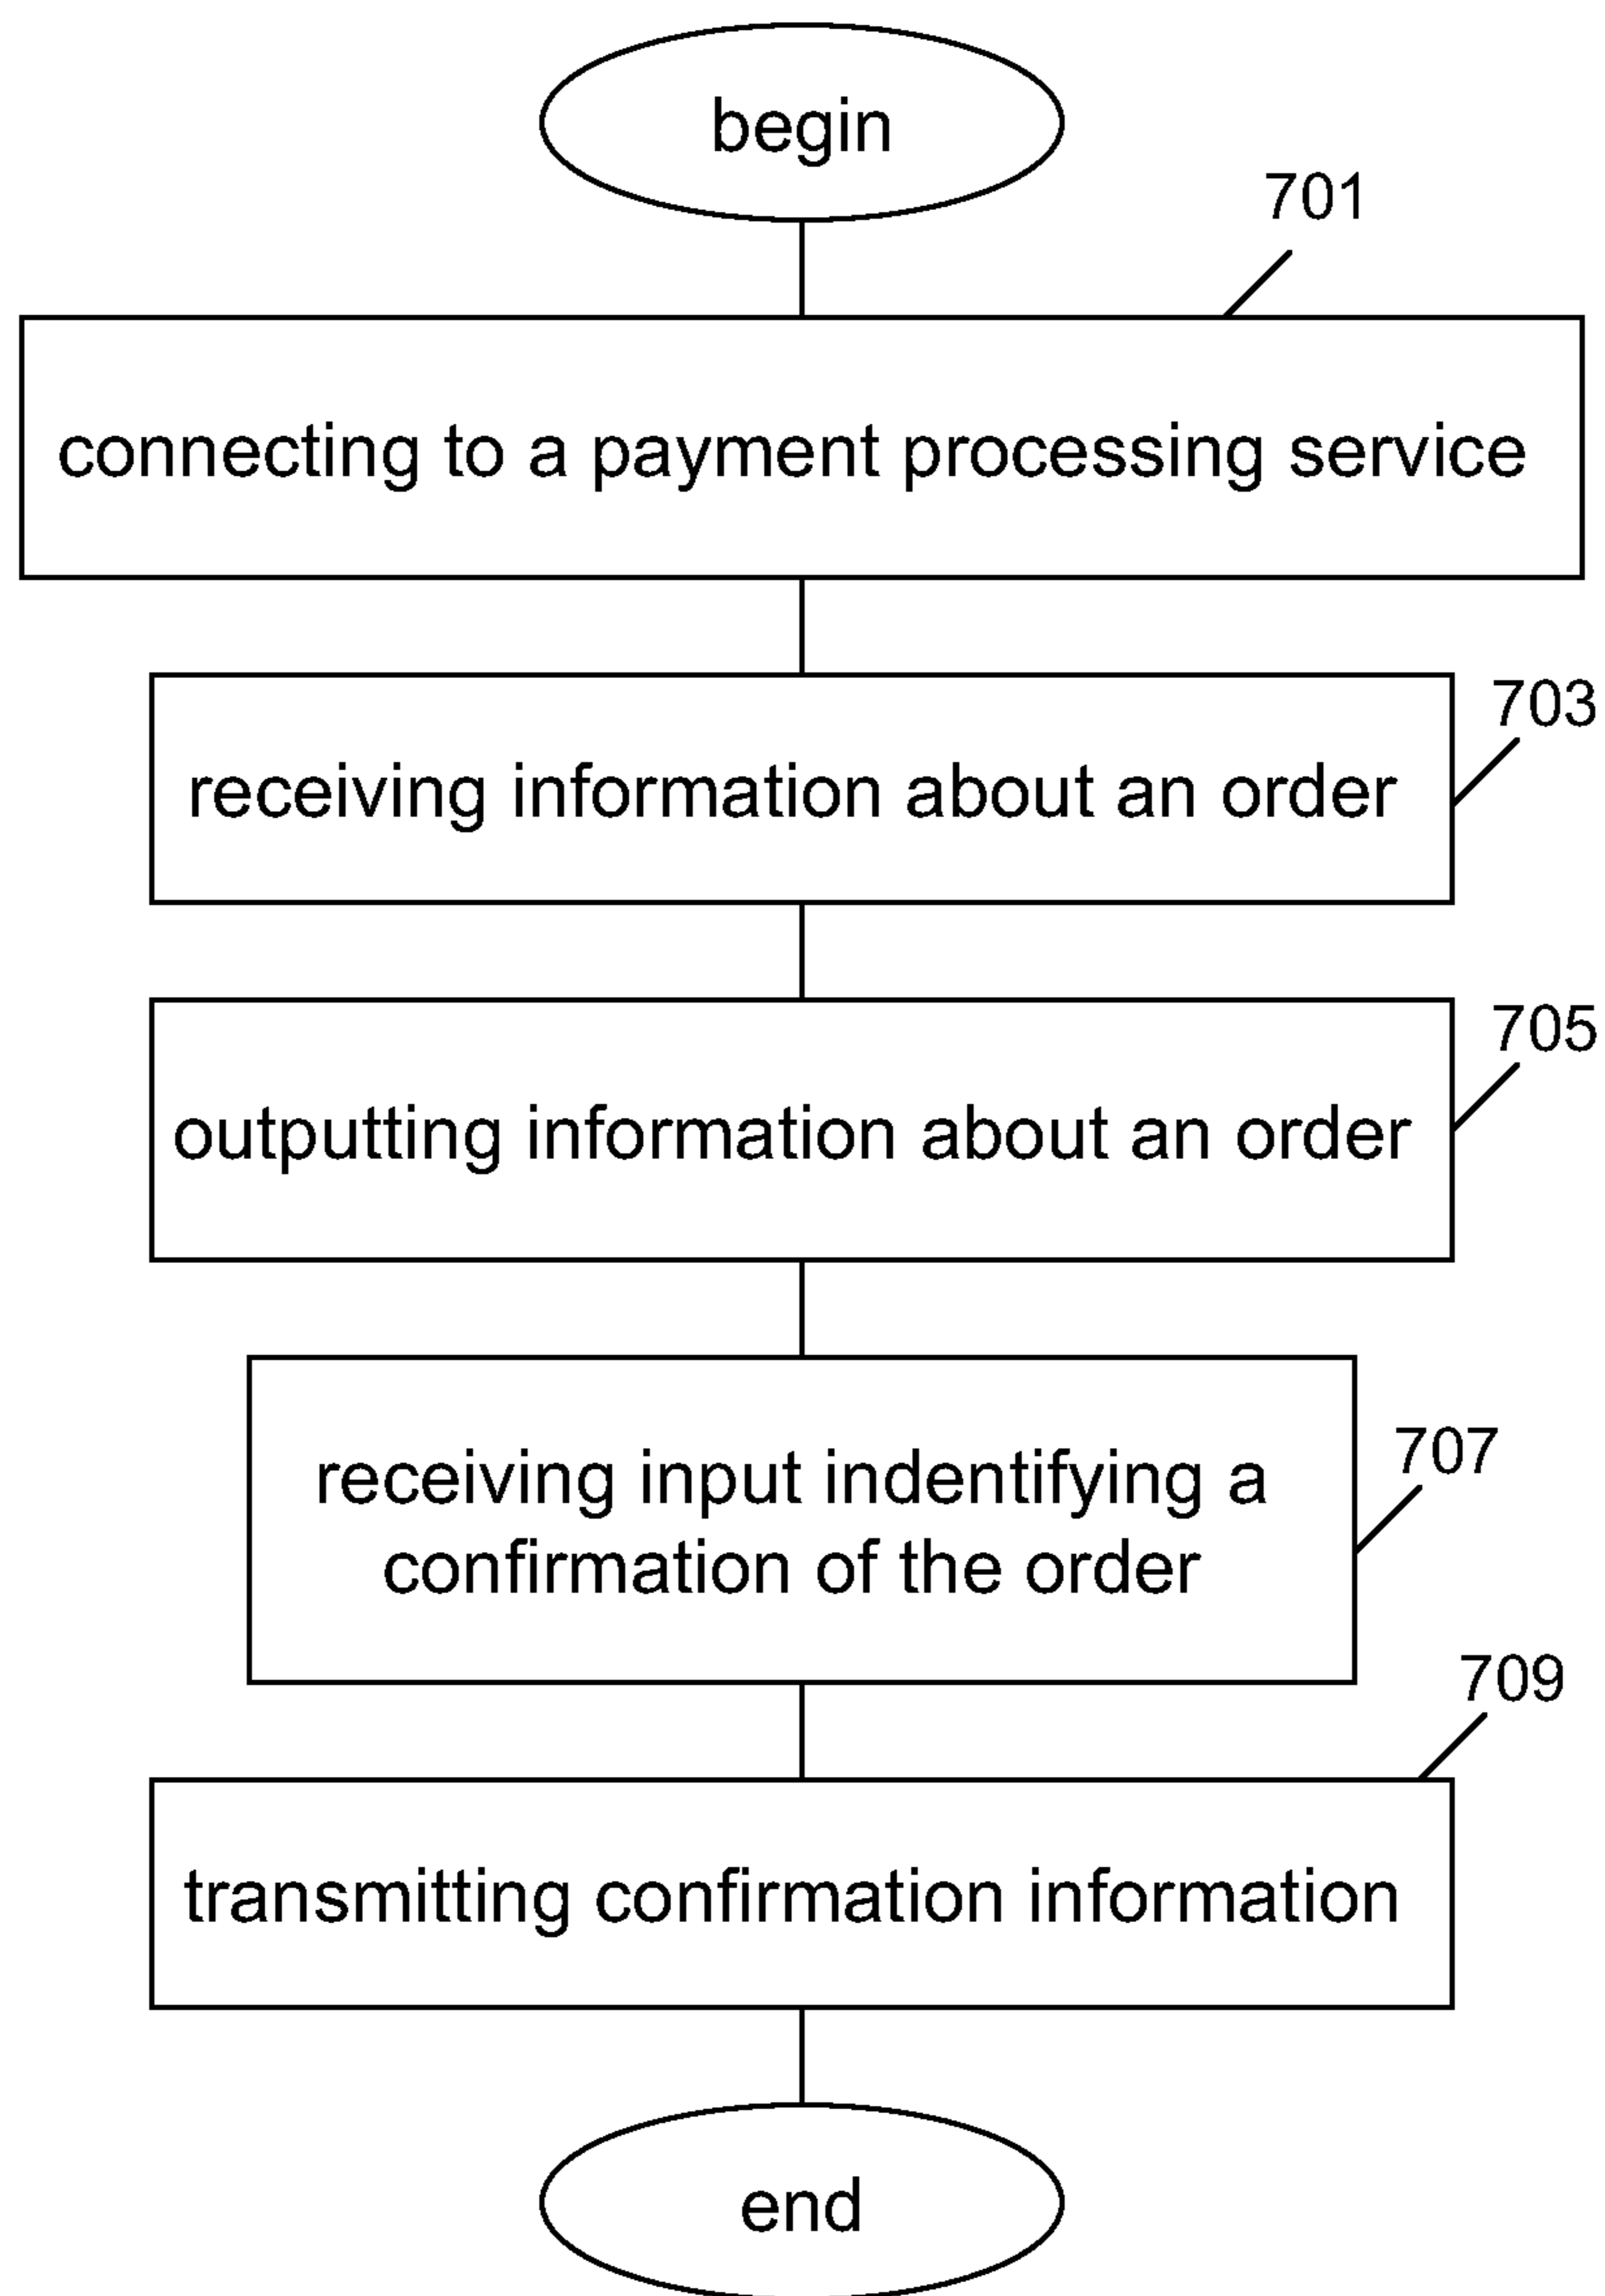 begin
701
connecting to a payment processing service
703
receiving information about an order
705
outputting information about an order
707
receiving input indentifying a
confirmation of the order
709
transmitting confirmation information
end